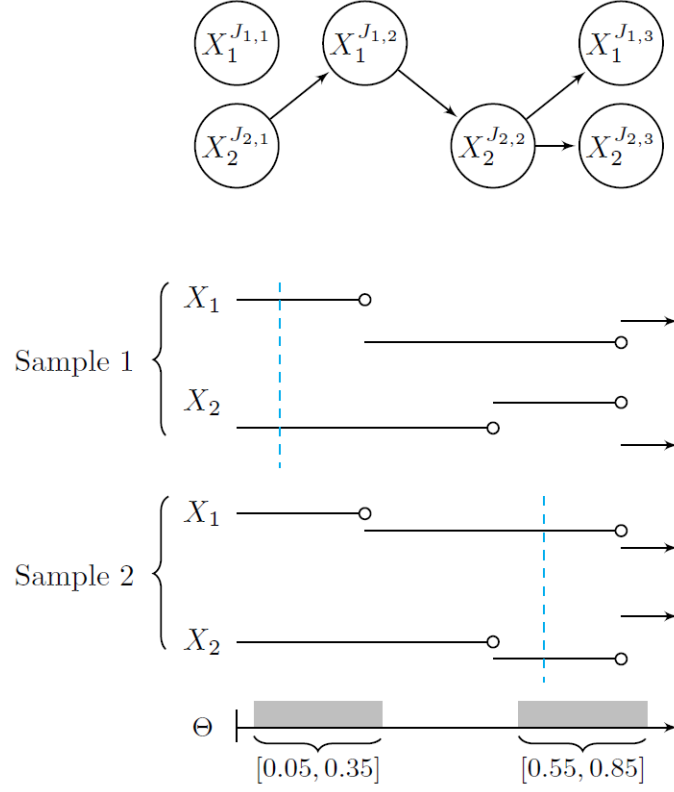 X_1^{J_{1,1}} X_1^{J_{1,2}} X_1^{J_{1,3}}
X_2^{J_{2,1}} X_2^{J_{2,2}} X_2^{J_{2,3}}
X_1
Sample 1
X_2
X_1
Sample 2
X_2
Θ
[0.05, 0.35] [0.55, 0.85]